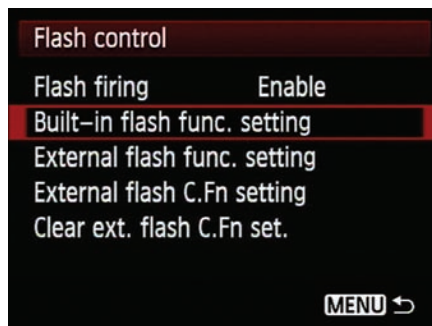 Flash control
Flash firing Enable
Built-in flash func. setting
External flash func. setting
External flash C.Fn setting
Clear ext. flash C.Fn set.
MENU